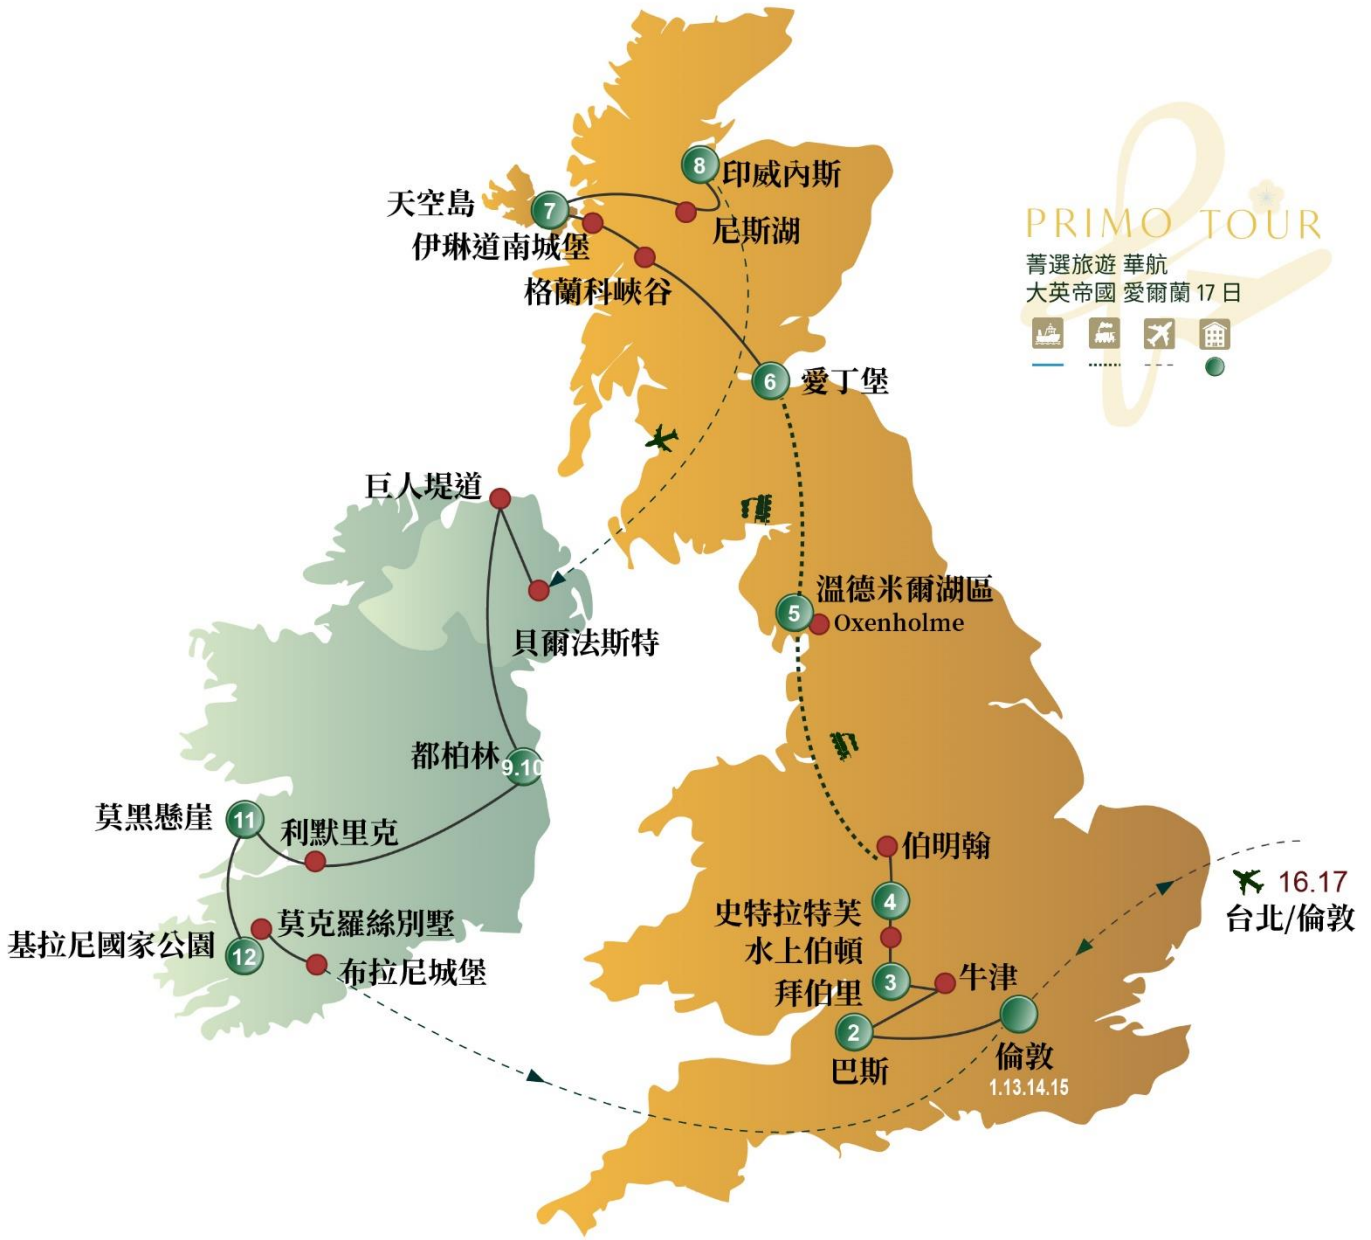 PRIMO TOUR
菁選旅遊 華航
大英帝國 愛爾蘭 17 日
8
印威內斯
天空島
7
尼斯湖
伊琳道南城堡
格蘭科峽谷
6
愛丁堡
巨人堤道
溫德米爾湖區
5
Oxenholme
貝爾法斯特
都柏林
9.10
莫黑懸崖
11
利默里克
伯明翰
16.17
台北/倫敦
4
史特拉特芙
莫克羅絲別墅
水上伯頓
基拉尼國家公園
12
布拉尼城堡
拜伯里
3
牛津
2
巴斯
倫敦
1.13.14.15